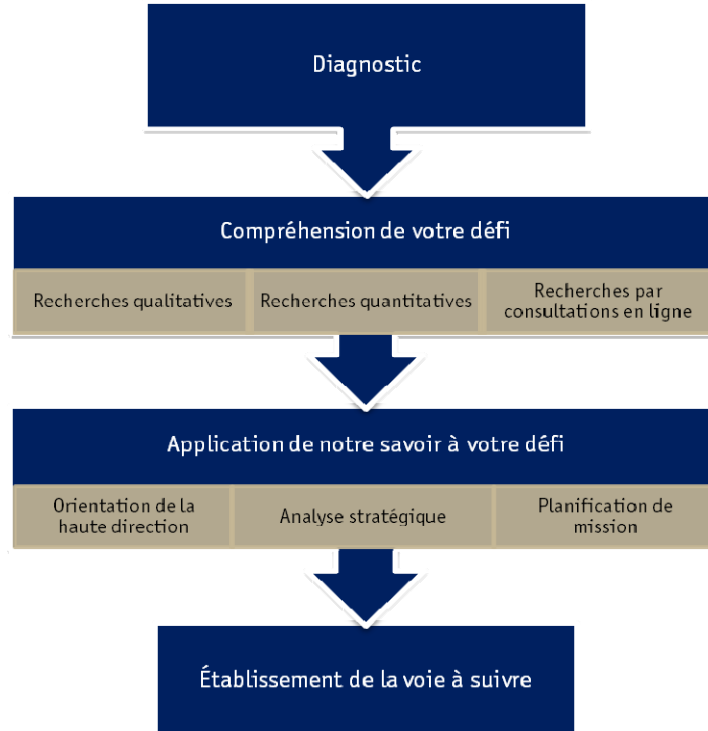 Diagnostic
Compréhension de votre défi
Recherches qualitatives
Recherches quantitatives
Recherches par
consultations en ligne
Application de notre savoir à votre défi
Orientation de la
haute direction
Analyse stratégique
Planification de
mission
Établissement de la voie à suivre